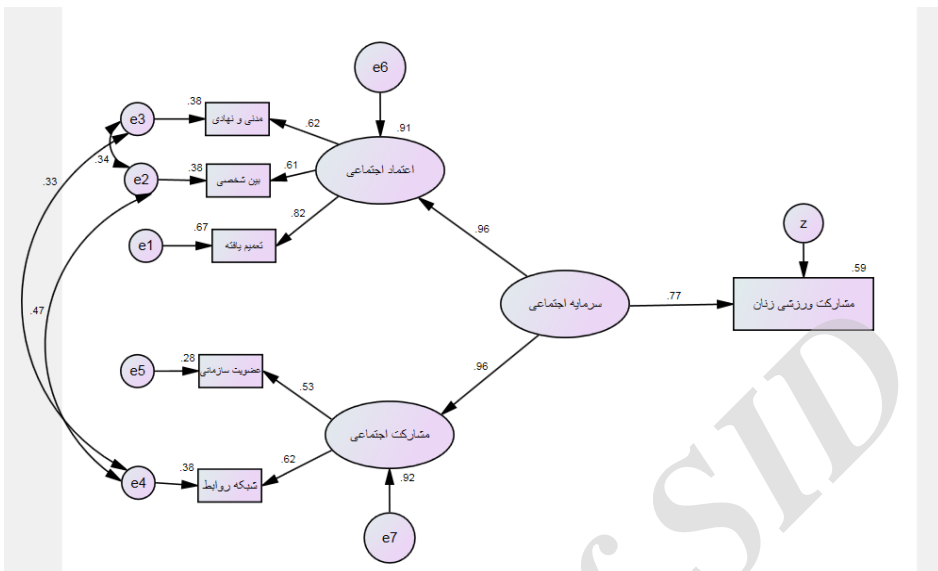 e6
.91
.38
e3
مدنی و نهادی
.62
.34
.33
.38
e2
بین شخصی
.61
اعتماد اجتماعی
.82
.67
e1
تعمیم یافته
.96
z
.59
.47
سرمایه اجتماعی
.77
مشارکت ورزشی زنان
.28
e5
عضویت سازمانی
.53
.96
مشارکت اجتماعی
.38
e4
شبکه روابط
.62
.92
e7
f SID